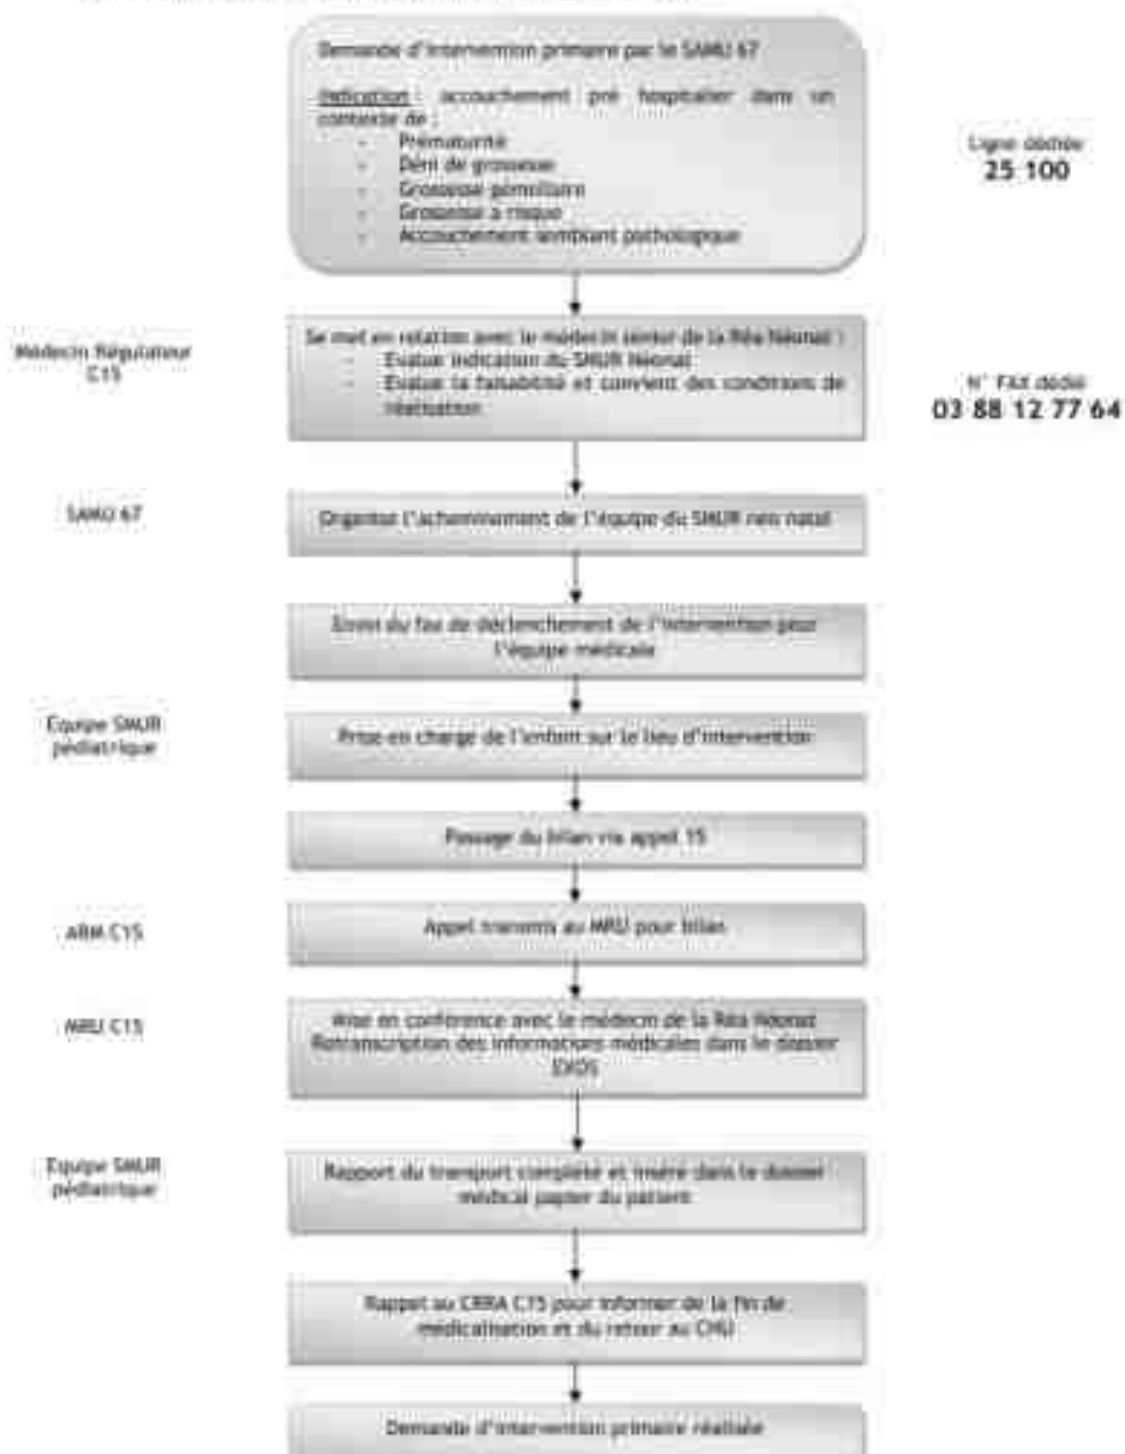 Demande d'intervention primaire par le SAMU 67
Indication : accouchement pré hospitalier dans un
contexte de :
- Prématurité
- Déni de grossesse
- Grossesse gémellaire
- Grossesse à risque
- Accouchement semblant pathologique
Ligne dédiée
25 100
Médecin Régulateur
C15
Se met en relation avec le médecin sénior de la Réa Néonat :
- Evalue indication du SMUR Néonat
- Evalue la faisabilité et convient des conditions de
réalisation
N° FAX dédié
03 88 12 77 64
SAMU 67
Organise l'acheminement de l'équipe du SMUR néo natal
Envoi du fax de déclenchement de l'intervention pour
l'équipe médicale
Equipe SMUR
pédiatrique
Prise en charge de l'enfant sur le lieu d'intervention
Passage du bilan via appel 15
ARM C15
Appel transmis au MRU pour bilan
MRU C15
Mise en conférence avec le médecin de la Réa Néonat
Retranscription des informations médicales dans le dossier
Equipe SMUR
pédiatrique
Rapport du transport complété et inséré dans le dossier
médical papier du patient
Rappel au CRRA C15 pour informer de la fin de
médicalisation et du retour au CHU
Demande d'intervention primaire réalisée